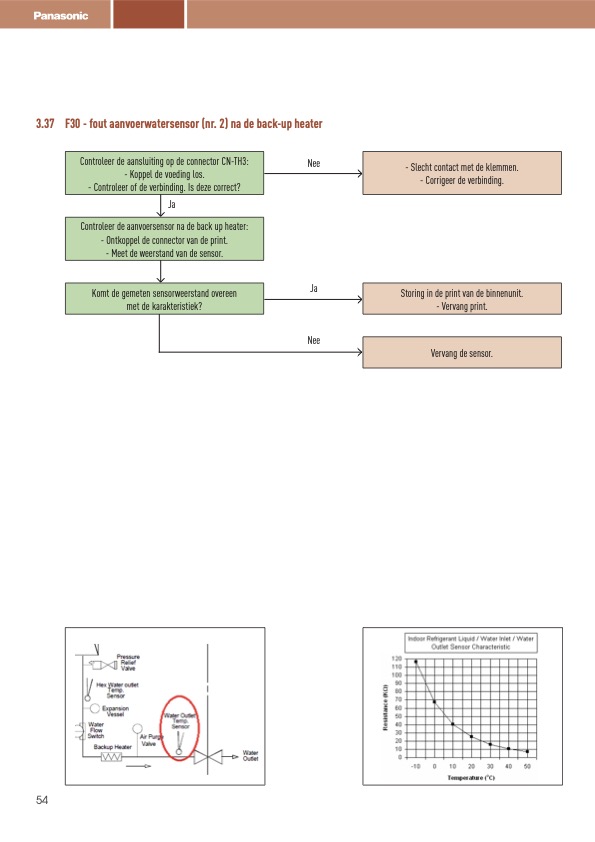 Panasonic
3.37 F30 - fout aanvoerwatersensor (nr. 2) na de back-up heater
Controleer de aansluiting op de connector CN-TH3:
- Koppel de voeding los.
- Controleer of de verbinding. Is deze correct?
Nee
- Slecht contact met de klemmen.
- Corrigeer de verbinding.
Ja
Controleer de aanvoersensor na de back up heater:
- Ontkoppel de connector van de print.
- Meet de weerstand van de sensor.
Komt de gemeten sensorweerstand overeen
met de karakteristiek?
Ja
Storing in de print van de binnenunit.
- Vervang print.
Nee
Vervang de sensor.
Pressure
Relief
Valve
Hex Water outlet
Temp.
Sensor
Expansion
Vessel
Water
Flow
Switch
Backup Heater
Air Purge
Valve
Water Outlet
Temp.
Sensor
Water
Outlet
Indoor Refrigerant Liquid / Water Inlet / Water
Outlet Sensor Characteristic
Resistance (KΩ)
120
110
100
90
80
70
60
50
40
30
20
10
0
-10 0 10 20 30 40 50
Temperature (°C)
54